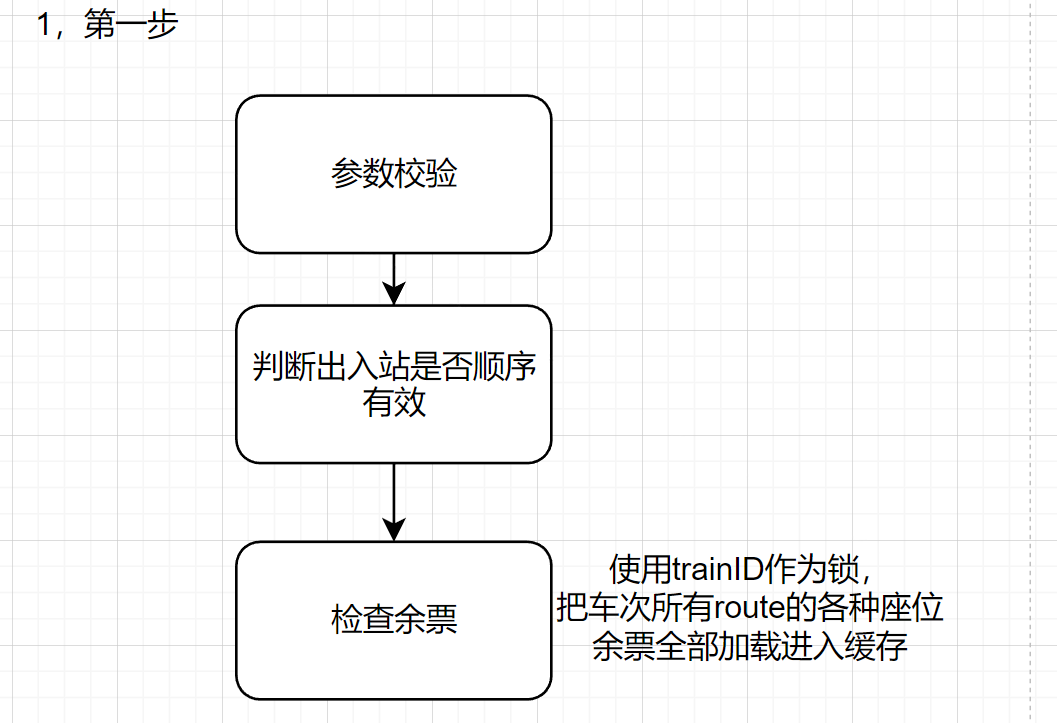 1，第一步
参数校验
判断出入站是否顺序
有效
检查余票
使用trainID作为锁，
把车次所有route的各种座位
余票全部加载进入缓存